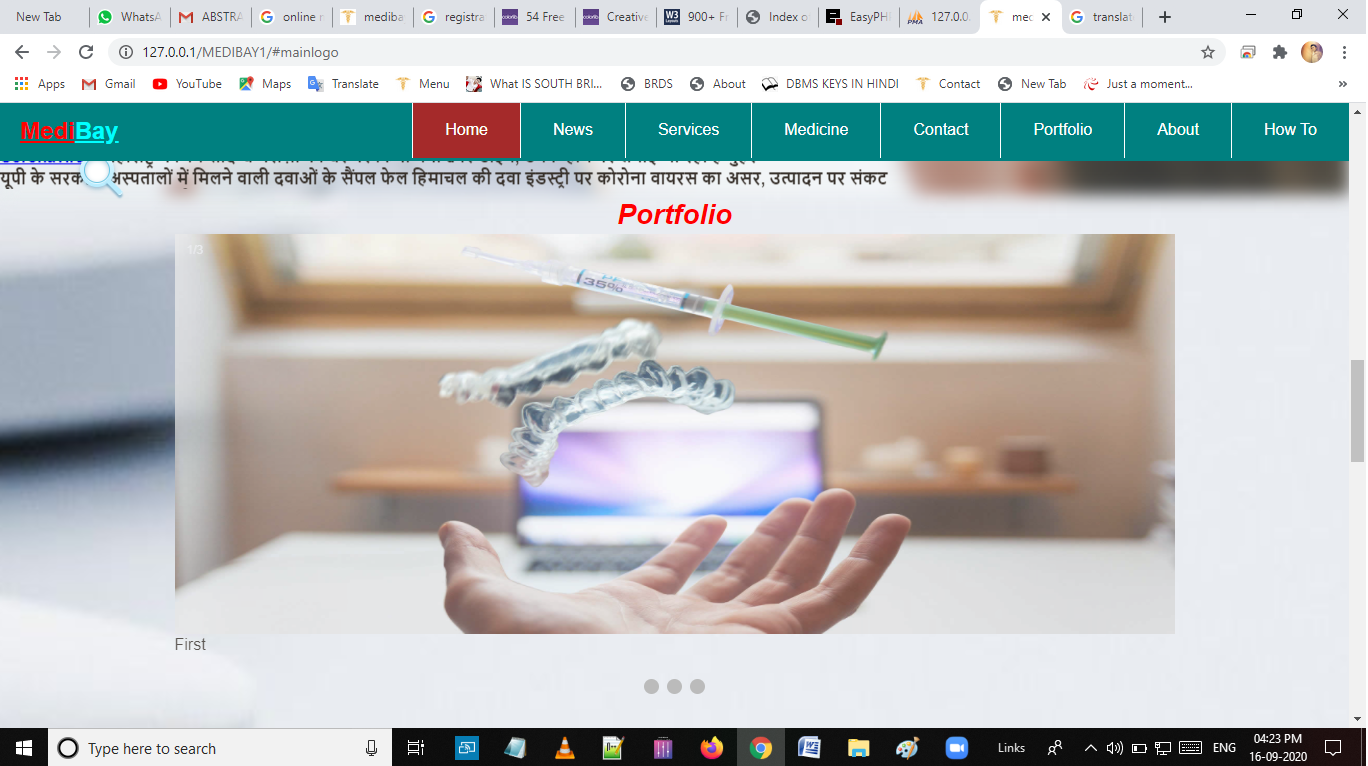 New Tab
WhatsA
ABSTRA
online r
mediba
registra
54 Free
Creative
900+ Fr
Index o
EasyPHP
127.0.0.
med
translat
127.0.0.1/MEDIBAY1/#mainlogo
Apps
Gmail
YouTube
Maps
Translate
Menu
What IS SOUTH BRI...
BRDS
About
DBMS KEYS IN HINDI
Contact
New Tab
Just a moment...
MediBay
Home
News
Services
Medicine
Contact
Portfolio
About
How To
यूपी के सरक अस्पतालों में मिलने वाली दवाओं के सैंपल फेल हिमाचल की दवा इंडस्ट्री पर कोरोना वायरस का असर, उत्पादन पर संकट
Portfolio
1/3
35%
First
Type here to search
Links
ENG
04:23 PM
16-09-2020